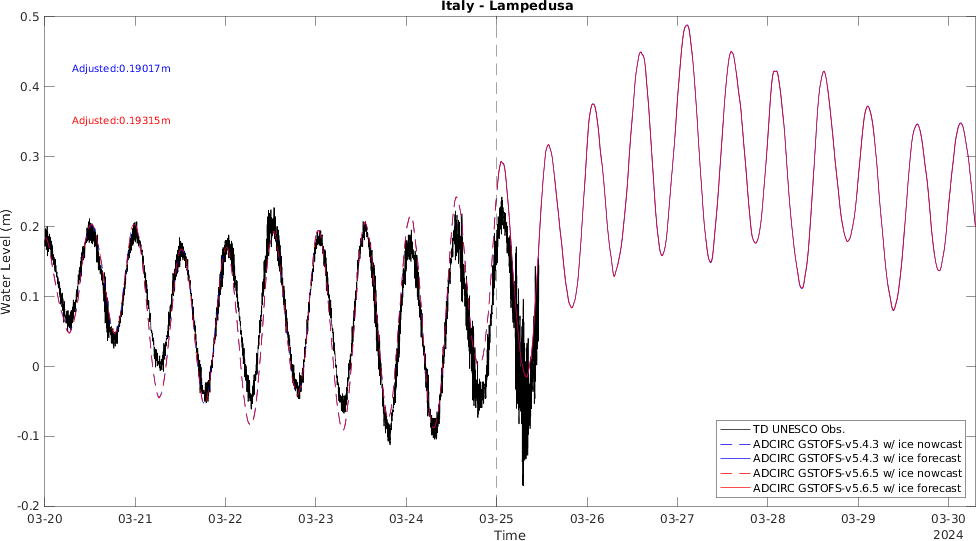 Italy - Lampedusa
0.5
0.4
0.3
0.2
0.1
0
-0.1
-0.2
Water Level (m)
Adjusted:0.19017m
Adjusted:0.19315m
TD UNESCO Obs.
ADCIRC GSTOFS-v5.4.3 w/ ice nowcast
ADCIRC GSTOFS-v5.4.3 w/ ice forecast
ADCIRC GSTOFS-v5.6.5 w/ ice nowcast
ADCIRC GSTOFS-v5.6.5 w/ ice forecast
03-20 03-21 03-22 03-23 03-24 03-25 03-26 03-27 03-28 03-29 03-30
Time
2024